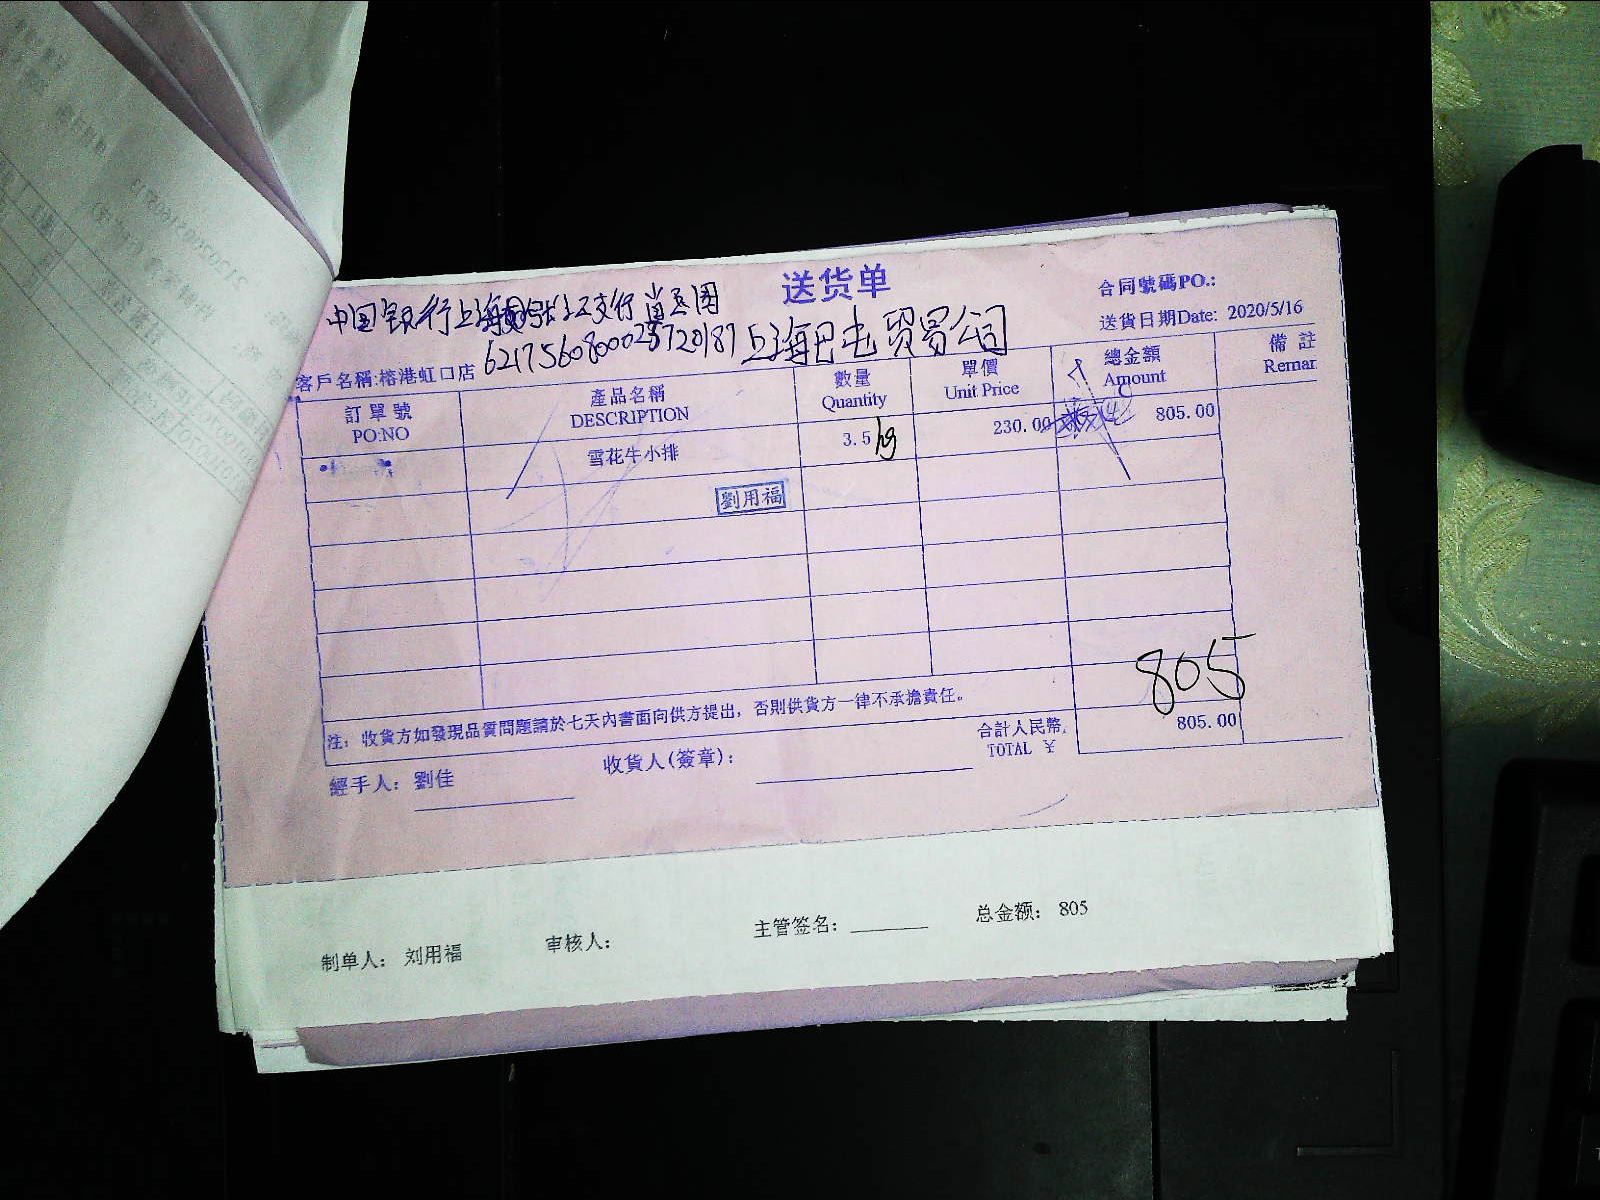 送货单
合同號碼PO.:
送貨日期Date: 2020/5/16
中国银行上海
上海巴屯贸易公司
客戶名稱:榕港虹口店
訂單號 產品名稱 數量 單價 總金額 備註
PO:NO DESCRIPTION Quantity Unit Price Amount Remar
雪花牛小排 3.5 kg 230.00 805.00
劉用福
805
注：收貨方如發現品質問題請於七天內書面向供方提出，否則供貨方一律不承擔責任。
合計人民幣. 805.00
TOTAL ￥
經手人：劉佳 收貨人(簽章)：
制单人： 刘用福 审核人： 主管签名： 总金额： 805